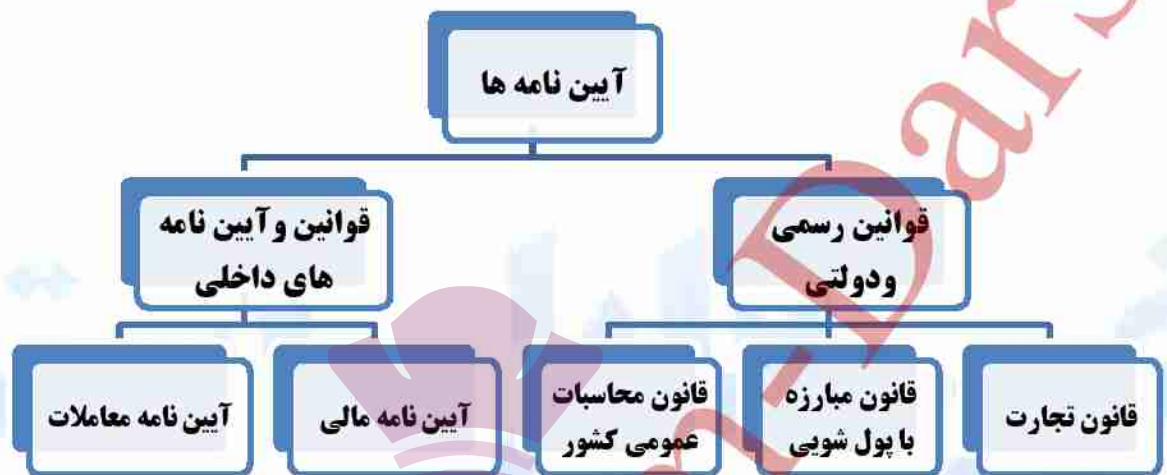 آیین نامه ها
قوانین رسمی
ودولتی
قوانین وآیین نامه
های داخلی
قانون تجارت
قانون مبارزه
با پول شویی
قانون محاسبات
عمومی کشور
آیین نامه مالی
آیین نامه معاملات